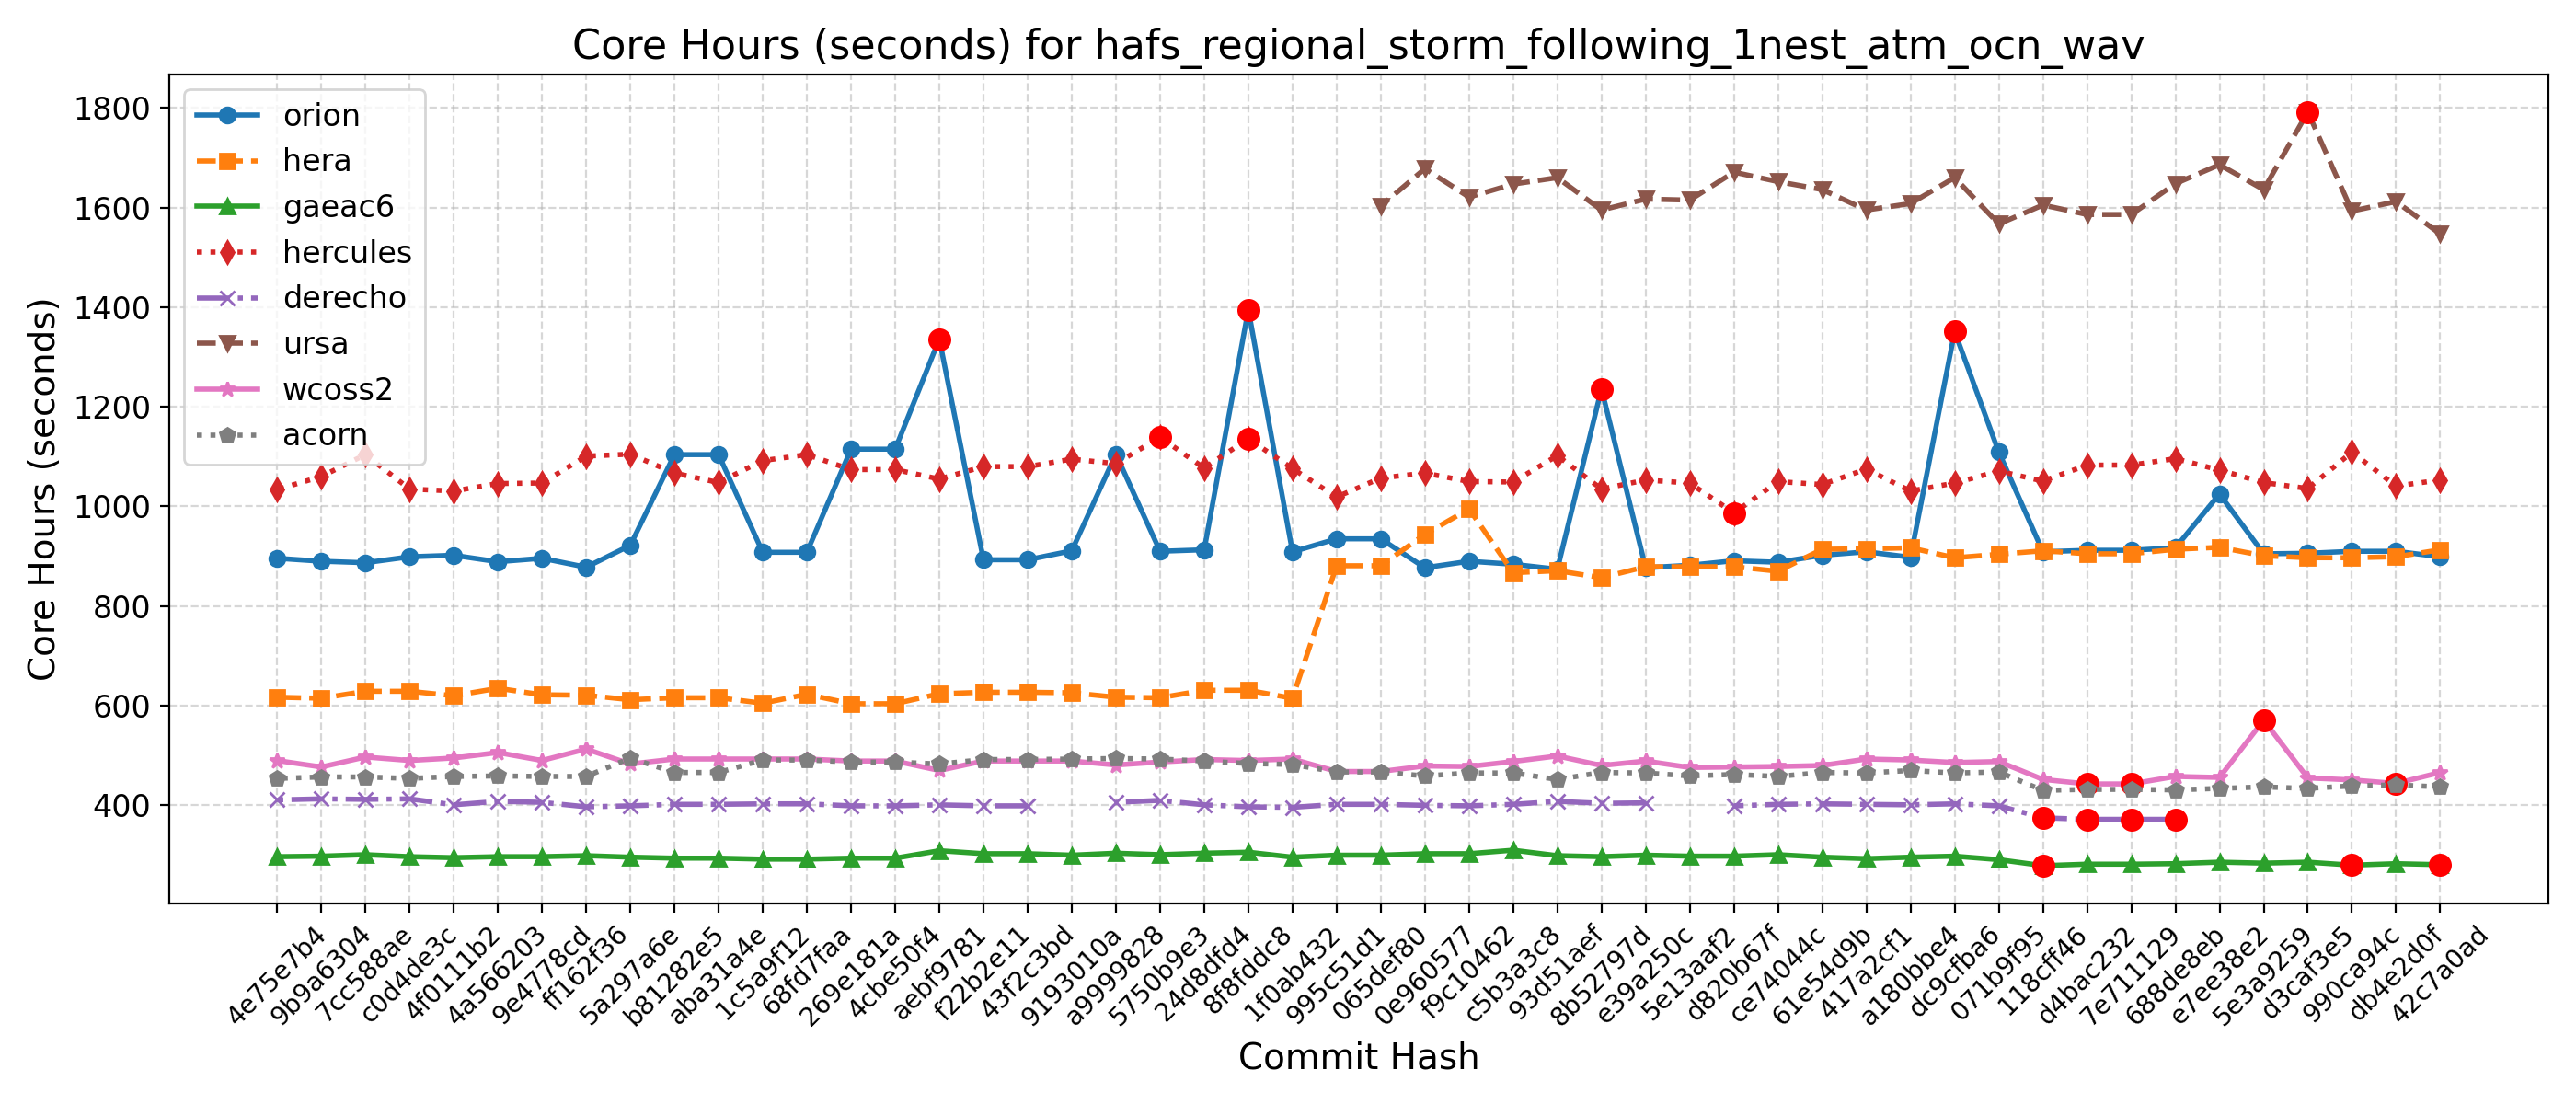 Core Hours (seconds) for hafs_regional_storm_following_1nest_atm_ocn_wav
Core Hours (seconds)
1800
1600
1400
1200
1000
800
600
400
orion
hera
gaeac6
hercules
derecho
ursa
wcoss2
acorn
4e75e7b4
9b9a6304
7cc588ae
c0d4de3c
4f0111b2
4a566203
9e4778cd
ff162f36
5a297a6e
b81282e5
aba31a4e
1c5a9f12
68fd7faa
269e181a
4cbe50f4
aebf9781
f22b2e11
43f2c3bd
9193010a
a9999828
5750b9e3
24d8dfd4
8f8fddc8
1f0ab432
995c51d1
065def80
0e960577
f9c10462
c5b3a3c8
93d51aef
8b52797d
e39a250c
5e13aaf2
d820b67f
ce74044c
61e54d9b
417a2cf1
a180bbe4
dc9cfba6
071b9f95
118cff46
d4bac232
7e711129
688de8eb
e7ee38e2
5e3a9259
d3caf3e5
990ca94c
db4e2d0f
42c7a0ad
Commit Hash